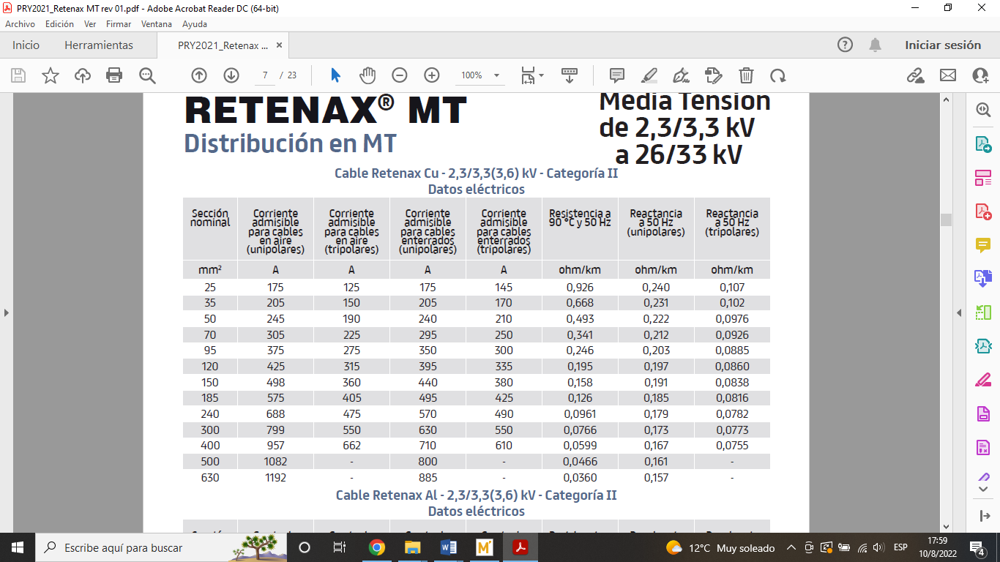 PRY2021_Retenax MT rev 01.pdf - Adobe Acrobat Reader DC (64-bit)
Archivo Edición Ver Firmar Ventana Ayuda
Inicio Herramientas PRY2021_Retenax ... × Iniciar sesión
7 / 23 100%
RETENAX® MT
Distribución en MT
Media Tensión
de 2,3/3,3 kV
a 26/33 kV
Cable Retenax Cu - 2,3/3,3(3,6) kV - Categoría II
Datos eléctricos
Sección nominal Corriente admisible para cables en aire (unipolares) Corriente admisible para cables en aire (tripolares) Corriente admisible para cables enterrados (unipolares) Corriente admisible para cables enterrados (tripolares) Resistencia a 90 °C y 50 Hz Reactancia a 50 Hz (unipolares) Reactancia a 50 Hz (tripolares)
mm² A A A A ohm/km ohm/km ohm/km
25 175 125 175 145 0,926 0,240 0,107
35 205 150 205 170 0,668 0,231 0,102
50 245 190 240 210 0,493 0,222 0,0976
70 305 225 295 250 0,341 0,212 0,0926
95 375 275 350 300 0,246 0,203 0,0885
120 425 315 395 335 0,195 0,197 0,0860
150 498 360 440 380 0,158 0,191 0,0838
185 575 405 495 425 0,126 0,185 0,0816
240 688 475 570 490 0,0961 0,179 0,0782
300 799 550 630 550 0,0766 0,173 0,0773
400 957 662 710 610 0,0599 0,167 0,0755
500 1082 - 800 - 0,0466 0,161 -
630 1192 - 885 - 0,0360 0,157 -
Cable Retenax Al - 2,3/3,3(3,6) kV - Categoría II
Datos eléctricos
Escribe aquí para buscar
12°C Muy soleado
ESP
17:59
10/8/2022
4